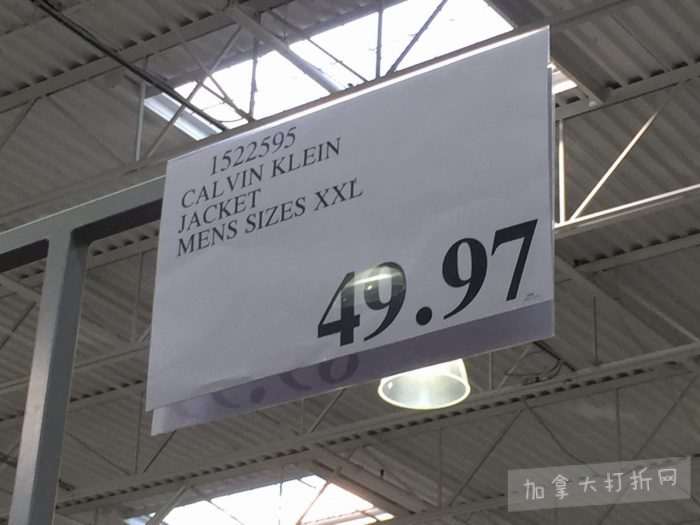 1522595
CALVIN KLEIN
JACKET
MENS SIZES XXL
49.97
加拿大打折网